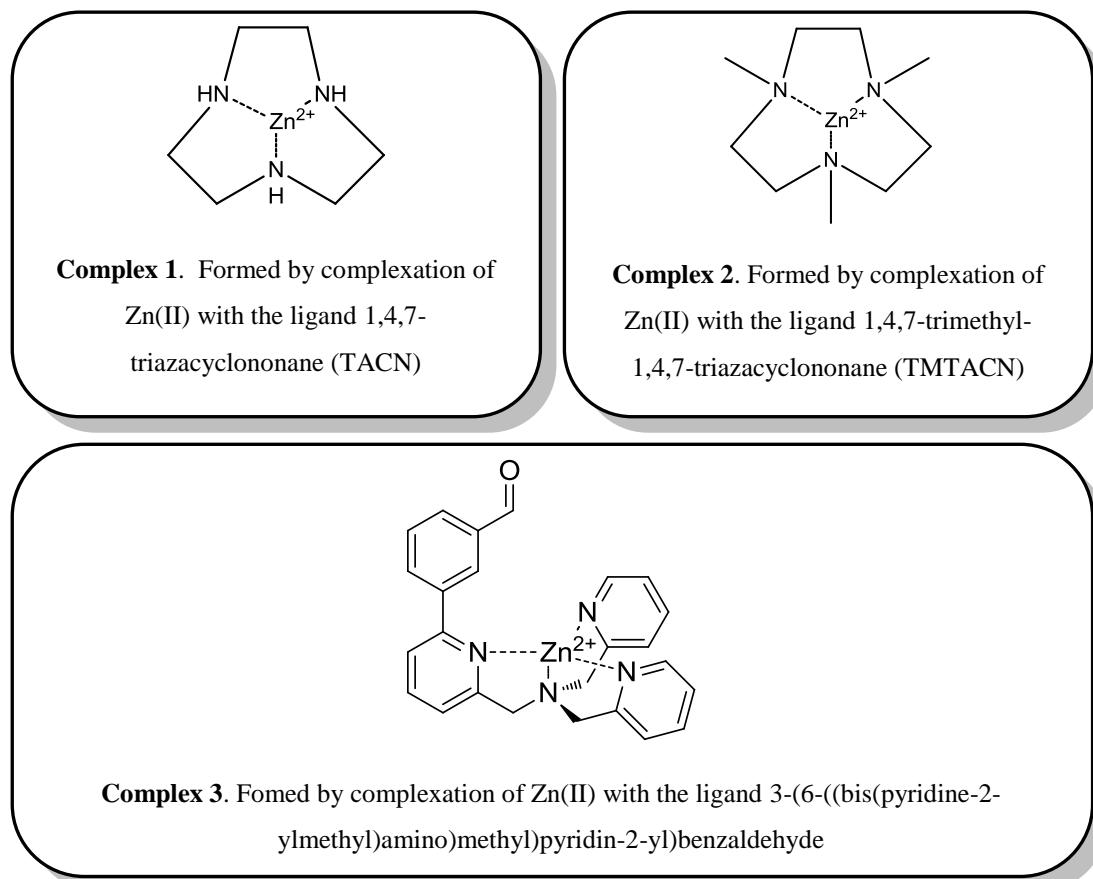 HN
NH
Zn2+
N
H
Complex 1. Formed by complexation of
Zn(II) with the ligand 1,4,7-
triazacyclononane (TACN)
N
N
Zn2+
N
Complex 2. Formed by complexation of
Zn(II) with the ligand 1,4,7-trimethyl-
1,4,7-triazacyclononane (TMTACN)
O
N
N
Zn2+
N
N
Complex 3. Fomed by complexation of Zn(II) with the ligand 3-(6-((bis(pyridine-2-
ylmethyl)amino)methyl)pyridin-2-yl)benzaldehyde